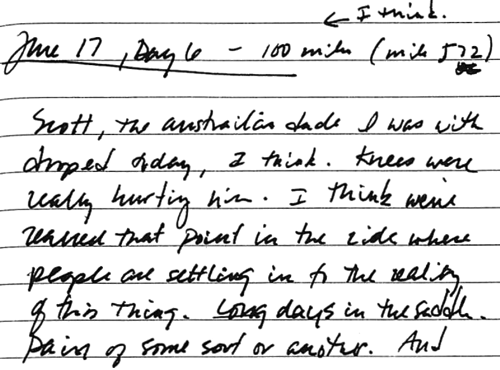 ← I think.
June 17, Day 6 - 100 miles (mile 572)
Scott, the austrailian dude I was with
droped today, I think. Knees were
really hurting him. I think we've
reached that point in the ride where
people are settling in to the reality
of this thing. Long days in the saddle.
Pain of some sort or another. And